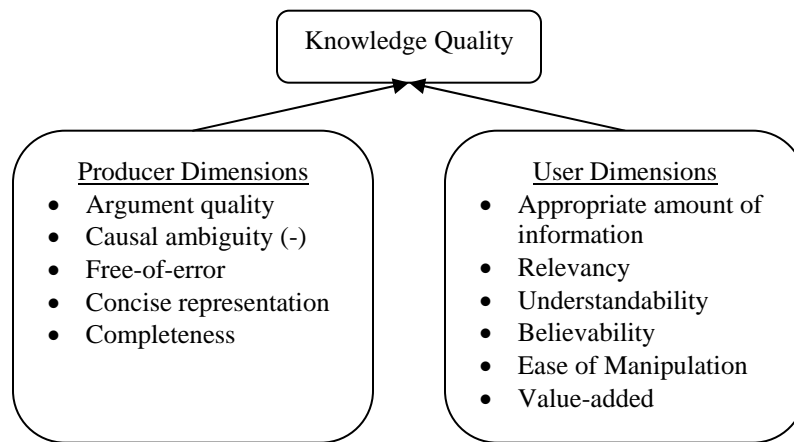 Knowledge Quality
Producer Dimensions
• Argument quality
• Causal ambiguity (-)
• Free-of-error
• Concise representation
• Completeness
User Dimensions
• Appropriate amount of
information
• Relevancy
• Understandability
• Believability
• Ease of Manipulation
• Value-added